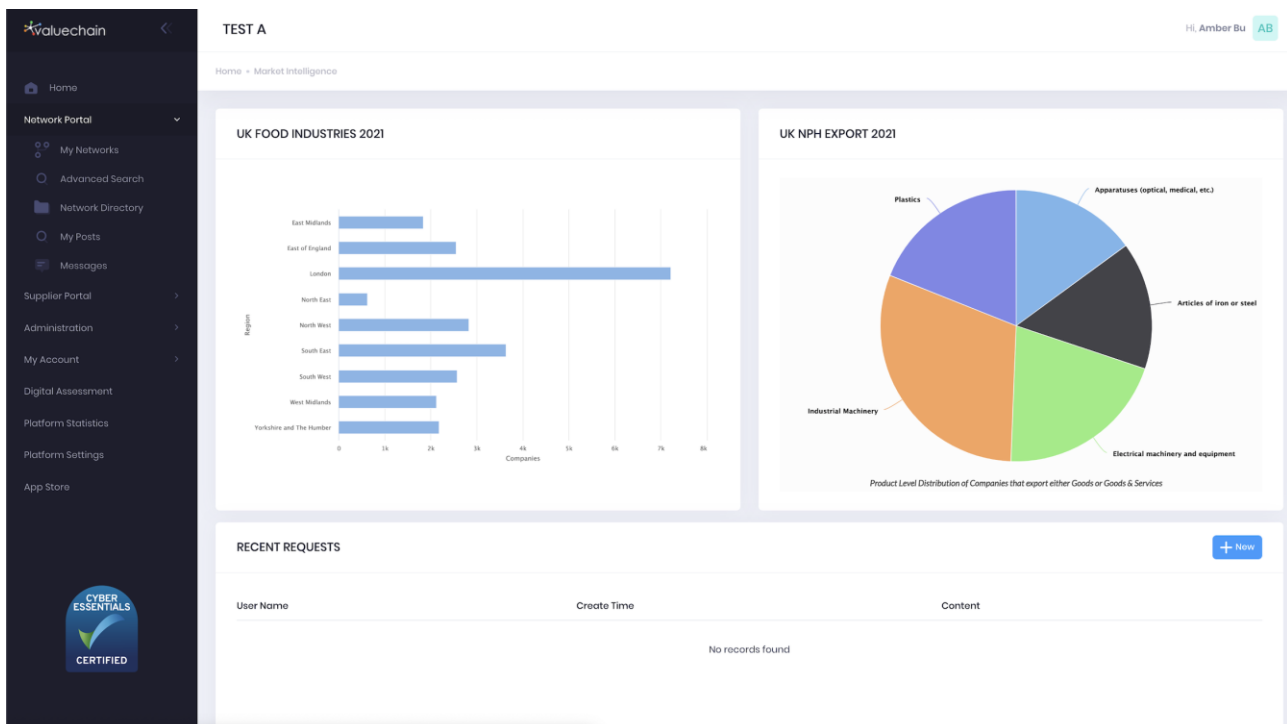 valuechain
Home
Network Portal
My Networks
Advanced Search
Network Directory
My Posts
Messages
Supplier Portal
Administration
My Account
Digital Assessment
Platform Statistics
Platform Settings
App Store
CYBER
ESSENTIALS
CERTIFIED
TEST A
Hi, Amber Bu AB
Home • Market Intelligence
UK FOOD INDUSTRIES 2021
Region
East Midlands
East of England
London
North East
North West
South East
South West
West Midlands
Yorkshire and The Humber
0 1k 2k 3k 4k 5k 6k 7k 8k
Companies
UK NPH EXPORT 2021
Plastics
Apparatuses (optical, medical, etc.)
Articles of iron or steel
Industrial Machinery
Electrical machinery and equipment
Product Level Distribution of Companies that export either Goods or Goods & Services
RECENT REQUESTS
+ New
User Name Create Time Content
No records found